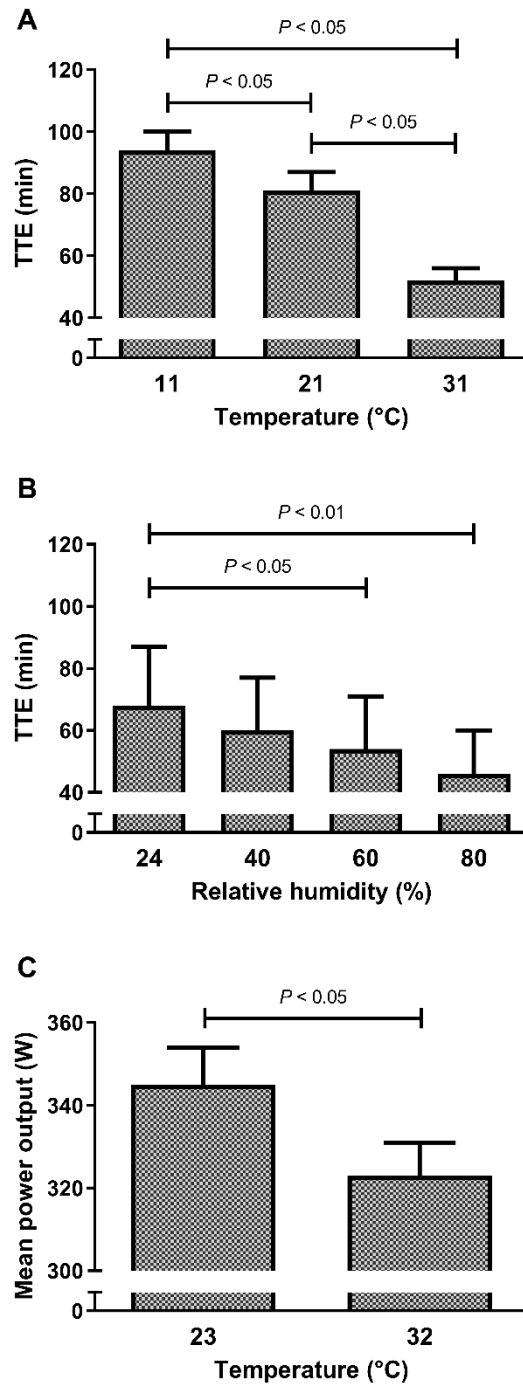 A
P < 0.05
P < 0.05
P < 0.05
120
100
80
60
40
0
TTE (min)
11 21 31
Temperature (°C)
B
P < 0.01
P < 0.05
120
100
80
60
40
0
TTE (min)
24 40 60 80
Relative humidity (%)
C
P < 0.05
360
340
320
300
0
Mean power output (W)
23 32
Temperature (°C)